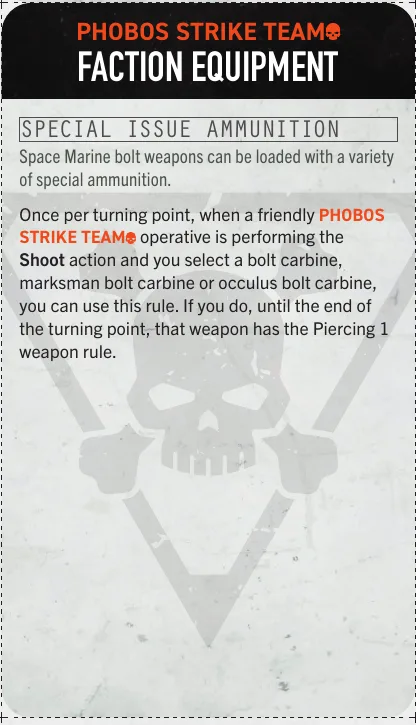 PHOBOS STRIKE TEAM
FACTION EQUIPMENT
SPECIAL ISSUE AMMUNITION
Space Marine bolt weapons can be loaded with a variety
of special ammunition.
Once per turning point, when a friendly PHOBOS
STRIKE TEAM operative is performing the
Shoot action and you select a bolt carbine,
marksman bolt carbine or occulus bolt carbine,
you can use this rule. If you do, until the end of
the turning point, that weapon has the Piercing 1
weapon rule.